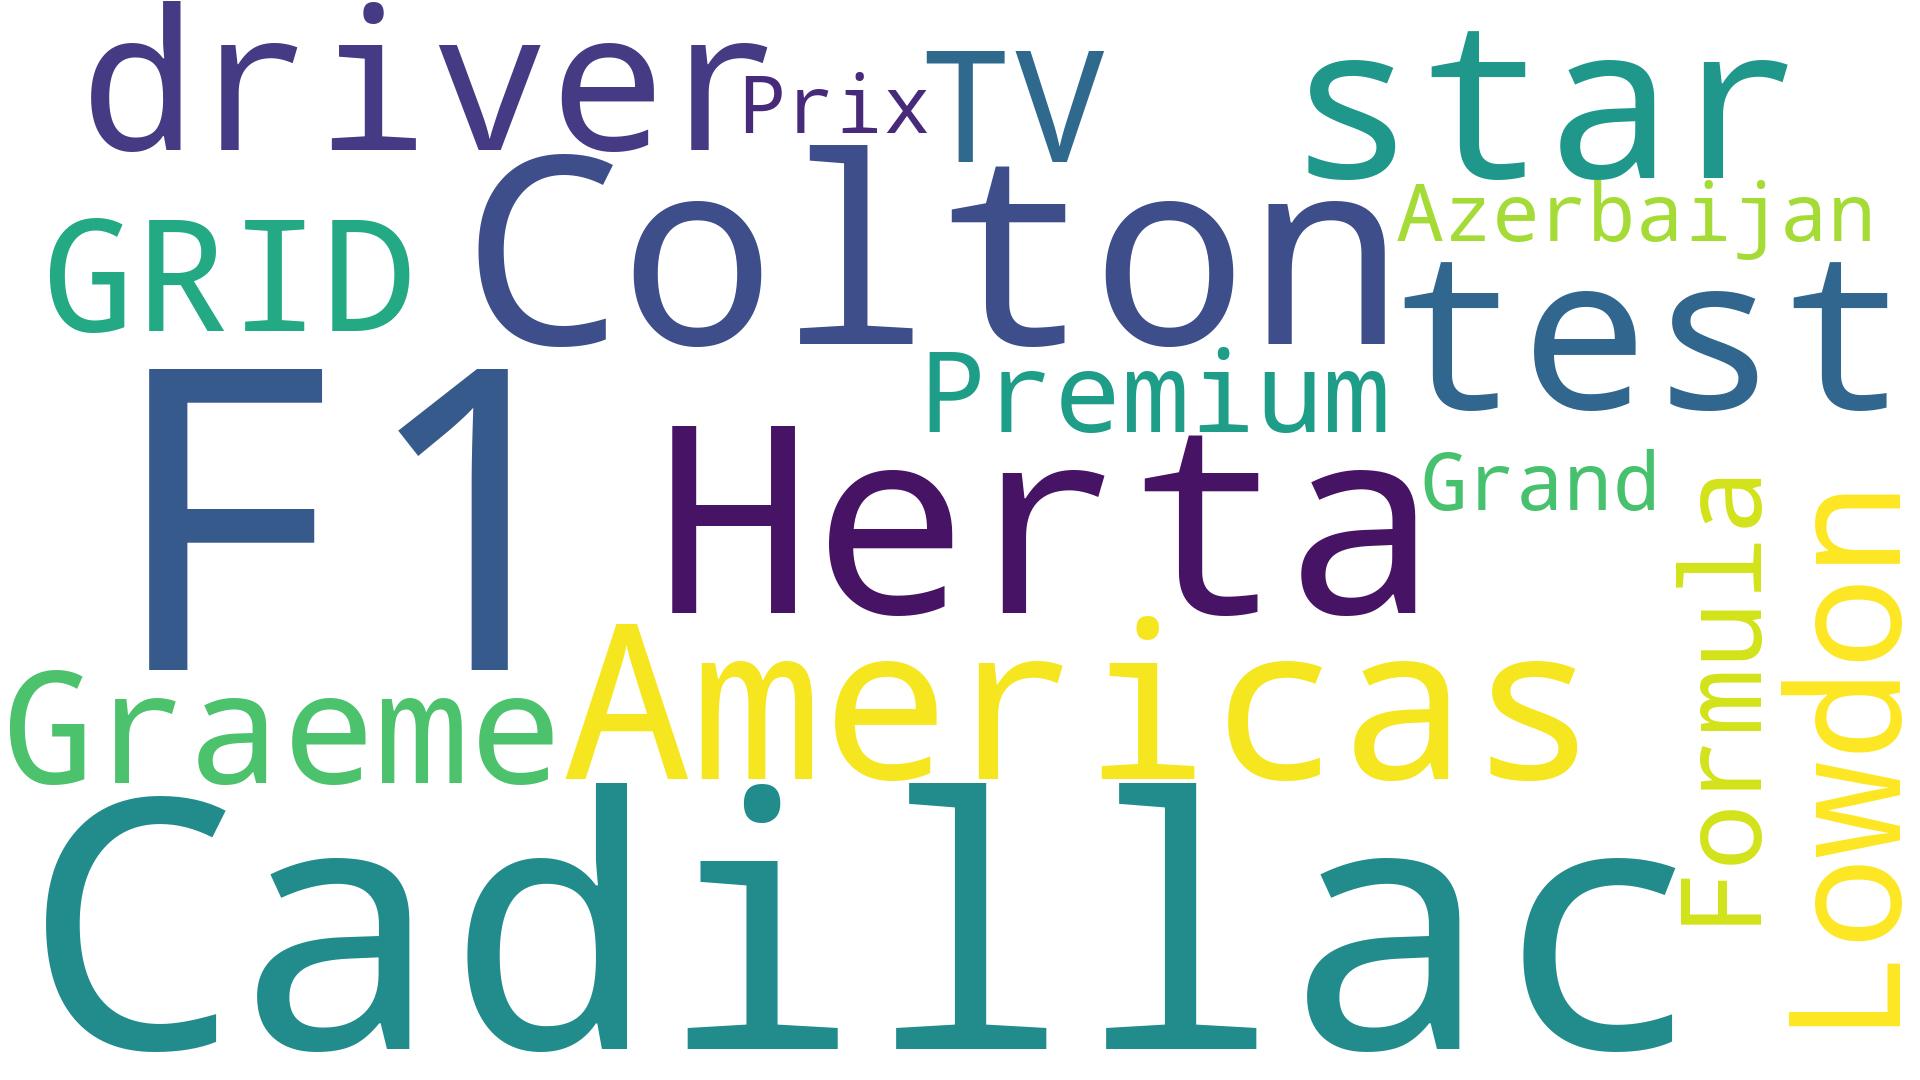 driver
Prix
TV
star
Azerbaijan
GRID
Colton
test
Premium
F1
Herta
Grand
Formula
Lowdon
Americas
Graeme
Cadillac